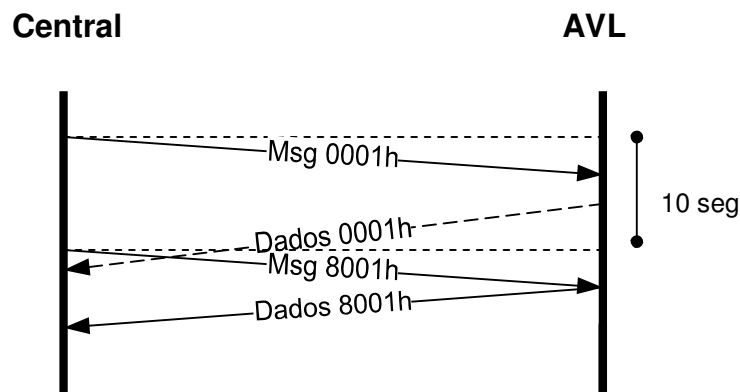 Central
AVL
Msg 0001h
10 seg
Dados 0001h
Msg 8001h
Dados 8001h